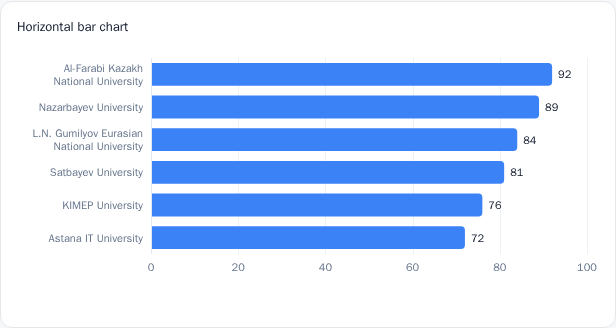 Horizontal bar chart
Al-Farabi Kazakh
National University
92
Nazarbayev University
89
L.N. Gumilyov Eurasian
National University
84
Satbayev University
81
KIMEP University
76
Astana IT University
72
0 20 40 60 80 100